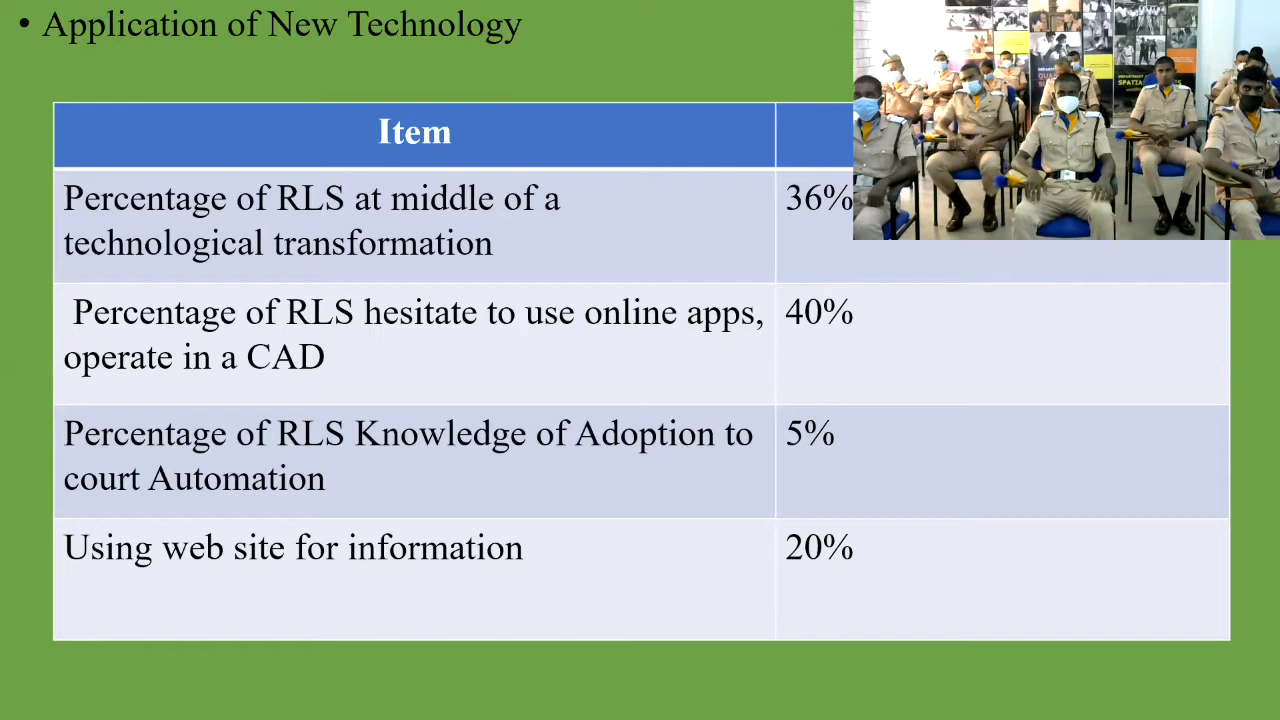 • Application of New Technology
Item
Percentage of RLS at middle of a
technological transformation
36%
Percentage of RLS hesitate to use online apps,
operate in a CAD
40%
Percentage of RLS Knowledge of Adoption to
court Automation
5%
Using web site for information
20%